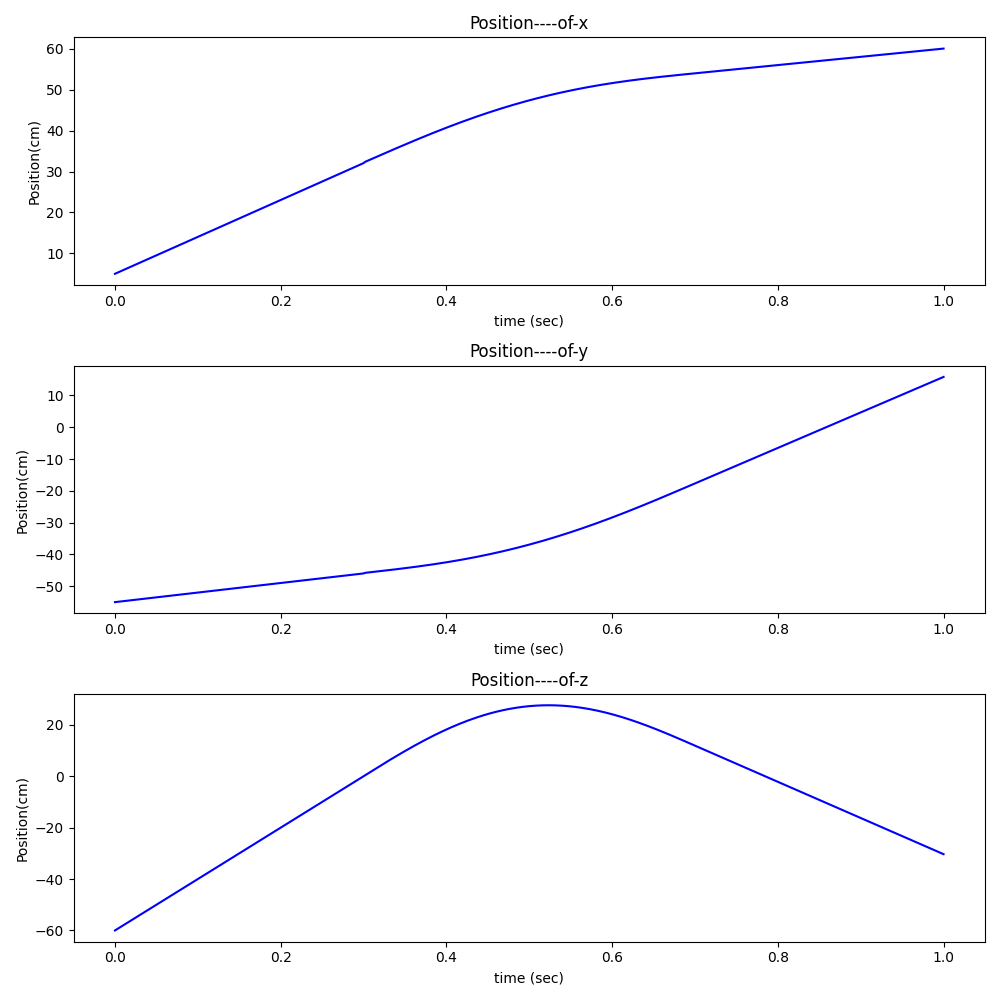 Position----of-x
60
50
40
30
20
10
Position(cm)
0.0 0.2 0.4 0.6 0.8 1.0
time (sec)
Position----of-y
10
0
−10
−20
−30
−40
−50
Position(cm)
0.0 0.2 0.4 0.6 0.8 1.0
time (sec)
Position----of-z
20
0
−20
−40
−60
Position(cm)
0.0 0.2 0.4 0.6 0.8 1.0
time (sec)